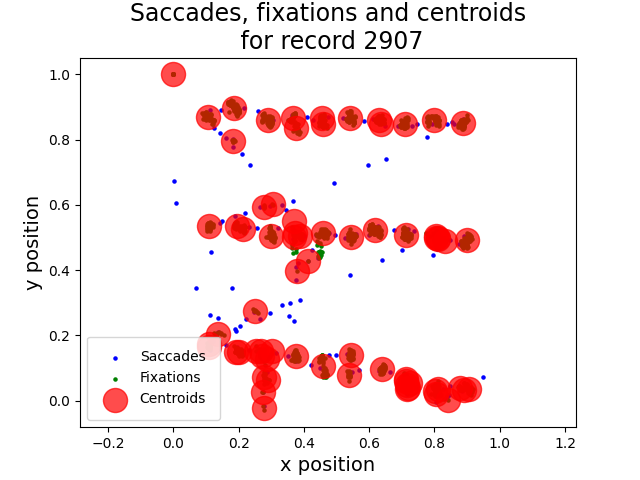 Saccades, fixations and centroids
for record 2907
y position
1.0
0.8
0.6
0.4
0.2
0.0
Saccades
Fixations
Centroids
−0.2 0.0 0.2 0.4 0.6 0.8 1.0 1.2
x position